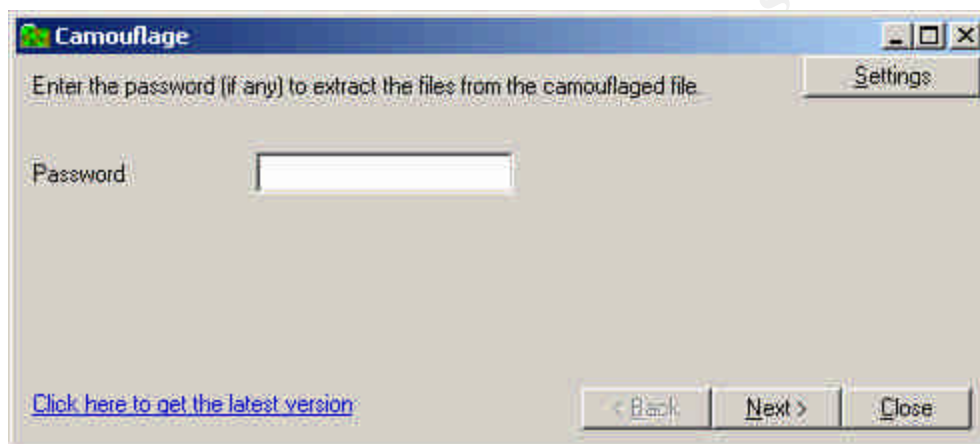 Camouflage
Enter the password (if any) to extract the files from the camouflaged file.
Settings
Password
Click here to get the latest version
< Back
Next >
Close